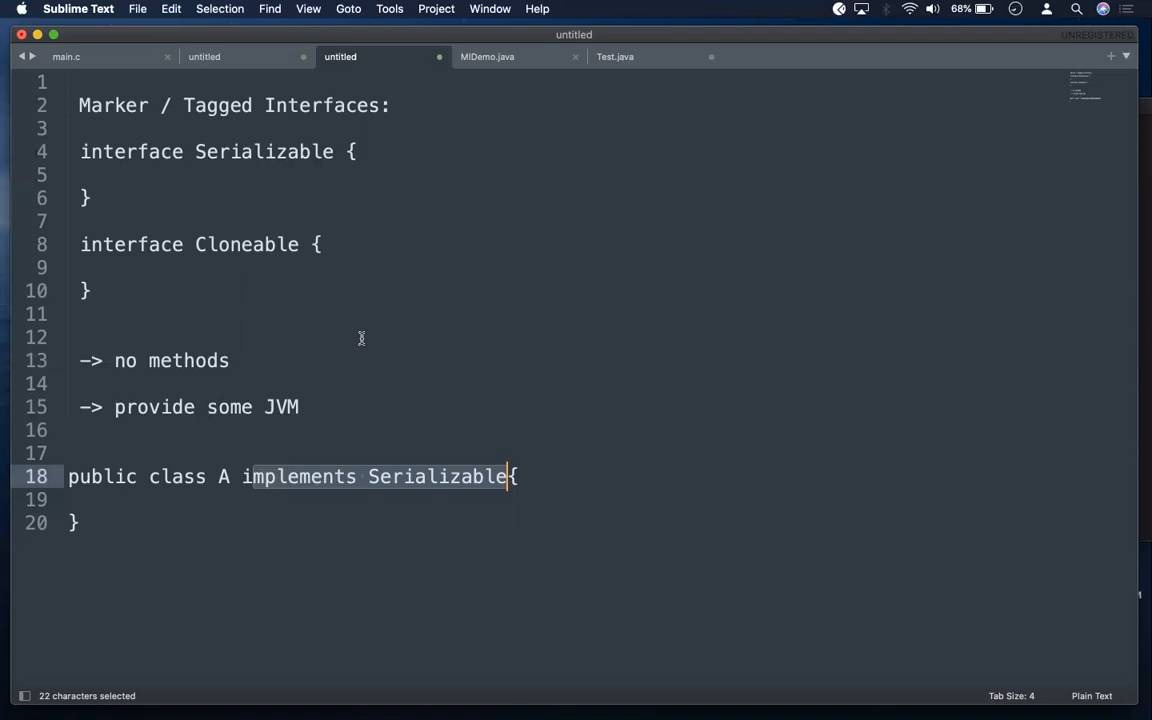 Sublime Text File Edit Selection Find View Goto Tools Project Window Help 68%
untitled UNREGISTERED
main.c untitled untitled MIDemo.java Test.java
1
2 Marker / Tagged Interfaces:
3
4 interface Serializable {
5
6 }
7
8 interface Cloneable {
9
10 }
11
12
13 —> no methods
14
15 —> provide some JVM
16
17
18 public class A implements Serializable{
19
20 }
22 characters selected Tab Size: 4 Plain Text